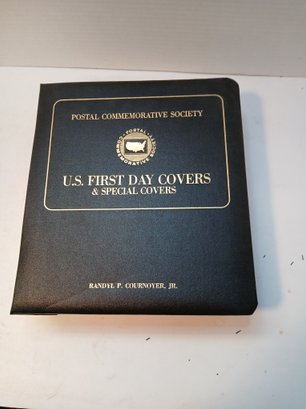 POSTAL COMMEMORATIVE SOCIETY
U.S. FIRST DAY COVERS
& SPECIAL COVERS
RANDYL P. COURNOYER, JR.